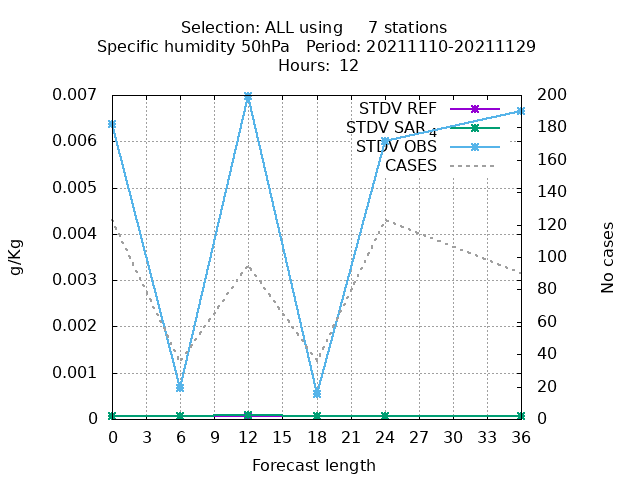 Selection: ALL using 7 stations
Specific humidity 50hPa Period: 20211110-20211129
Hours: 12
STDV REF
STDV SAR 4
STDV OBS
CASES
g/Kg
0.007
0.006
0.005
0.004
0.003
0.002
0.001
0
200
180
160
140
120
100
80
60
40
20
0
No cases
0 3 6 9 12 15 18 21 24 27 30 33 36
Forecast length